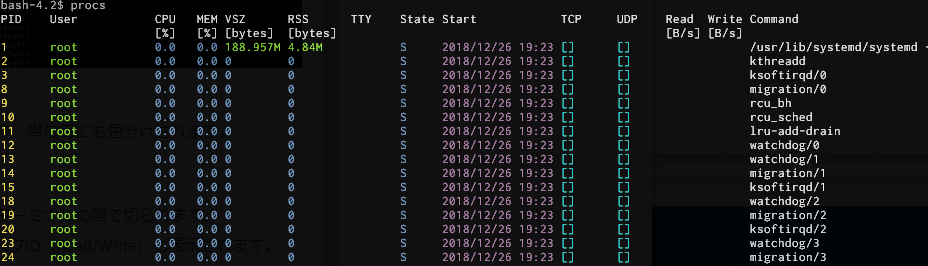 bash-4.2$ procs
PID User CPU MEM VSZ RSS TTY State Start TCP UDP Read Write Command
[%] [%] [bytes] [bytes] [B/s] [B/s]
1 root 0.0 0.0 188.957M 4.84M S 2018/12/26 19:23 [] [] /usr/lib/systemd/systemd -
2 root 0.0 0.0 0 0 S 2018/12/26 19:23 [] [] kthreadd
3 root 0.0 0.0 0 0 S 2018/12/26 19:23 [] [] ksoftirqd/0
8 root 0.0 0.0 0 0 S 2018/12/26 19:23 [] [] migration/0
9 root 0.0 0.0 0 0 S 2018/12/26 19:23 [] [] rcu_bh
10 root 0.0 0.0 0 0 S 2018/12/26 19:23 [] [] rcu_sched
11 root 0.0 0.0 0 0 S 2018/12/26 19:23 [] [] lru-add-drain
12 root 0.0 0.0 0 0 S 2018/12/26 19:23 [] [] watchdog/0
13 root 0.0 0.0 0 0 S 2018/12/26 19:23 [] [] watchdog/1
14 root 0.0 0.0 0 0 S 2018/12/26 19:23 [] [] migration/1
15 root 0.0 0.0 0 0 S 2018/12/26 19:23 [] [] ksoftirqd/1
18 root 0.0 0.0 0 0 S 2018/12/26 19:23 [] [] watchdog/2
19 root 0.0 0.0 0 0 S 2018/12/26 19:23 [] [] migration/2
20 root 0.0 0.0 0 0 S 2018/12/26 19:23 [] [] ksoftirqd/2
23 root 0.0 0.0 0 0 S 2018/12/26 19:23 [] [] watchdog/3
24 root 0.0 0.0 0 0 S 2018/12/26 19:23 [] [] migration/3